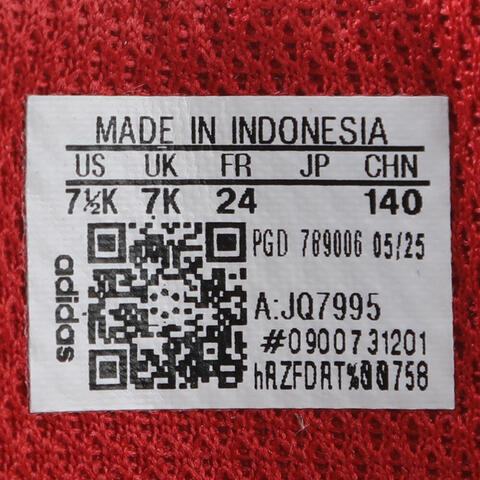 MADE IN INDONESIA
US UK FR JP CHN
7½K 7K 24 140
PGD 789006 05/25
adidas
A:JQ7995
#0900731201